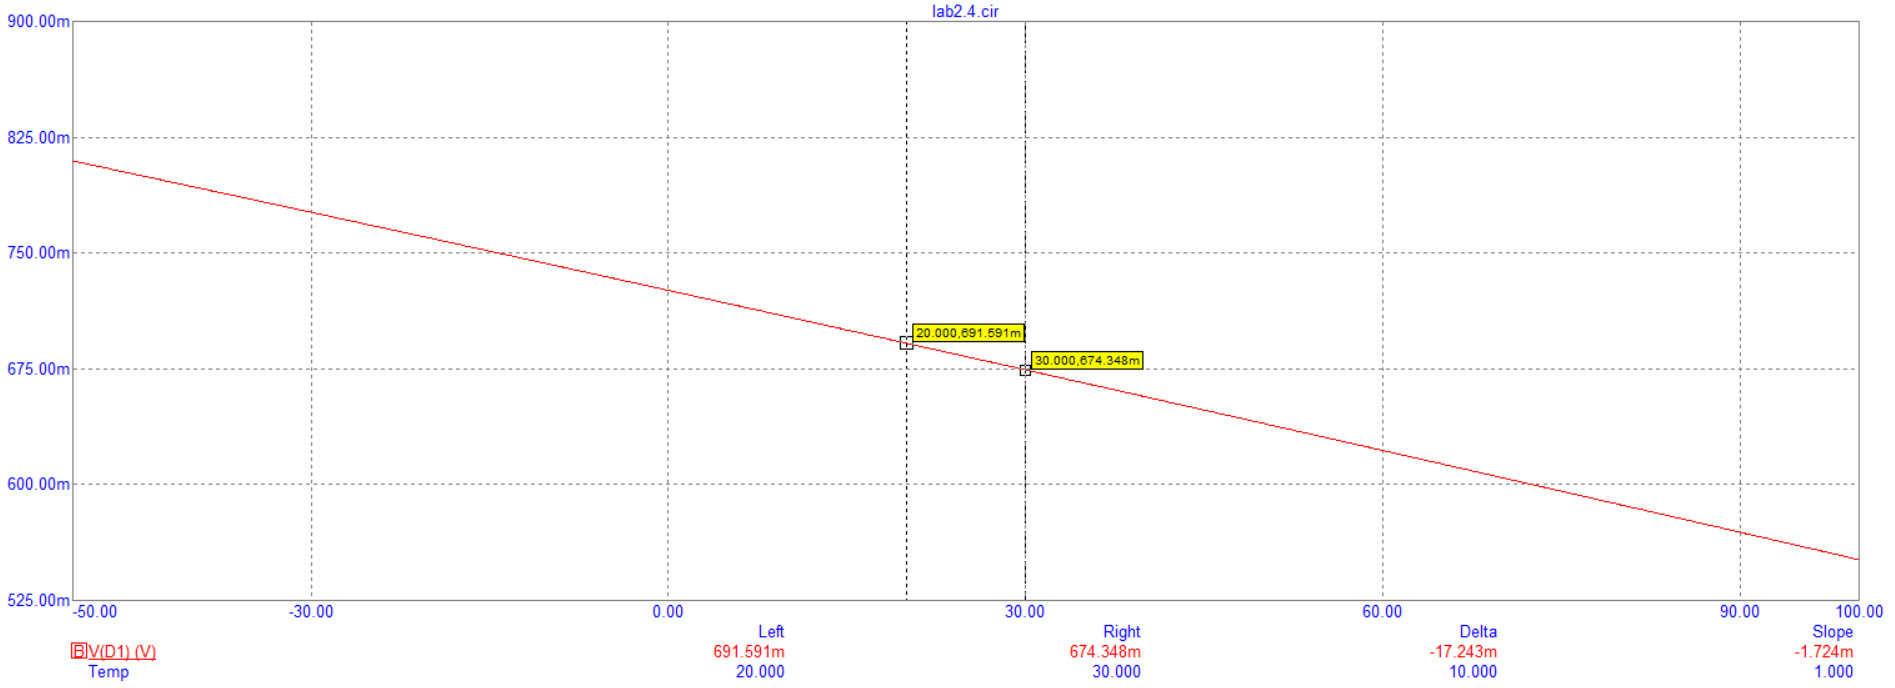 lab2.4.cir
900.00m
825.00m
750.00m
20.000,691.591m
30.000,674.348m
675.00m
600.00m
525.00m
-50.00 -30.00 0.00 30.00 60.00 90.00 100.00
Left Right Delta Slope
B V(D1) (V) 691.591m 674.348m -17.243m -1.724m
Temp 20.000 30.000 10.000 1.000